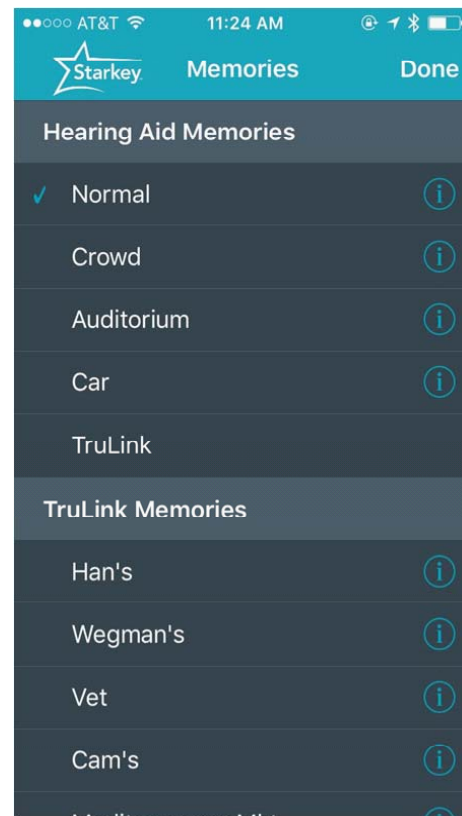 AT&T 11:24 AM
Starkey Memories Done
Hearing Aid Memories
Normal
Crowd
Auditorium
Car
TruLink
TruLink Memories
Han's
Wegman's
Vet
Cam's